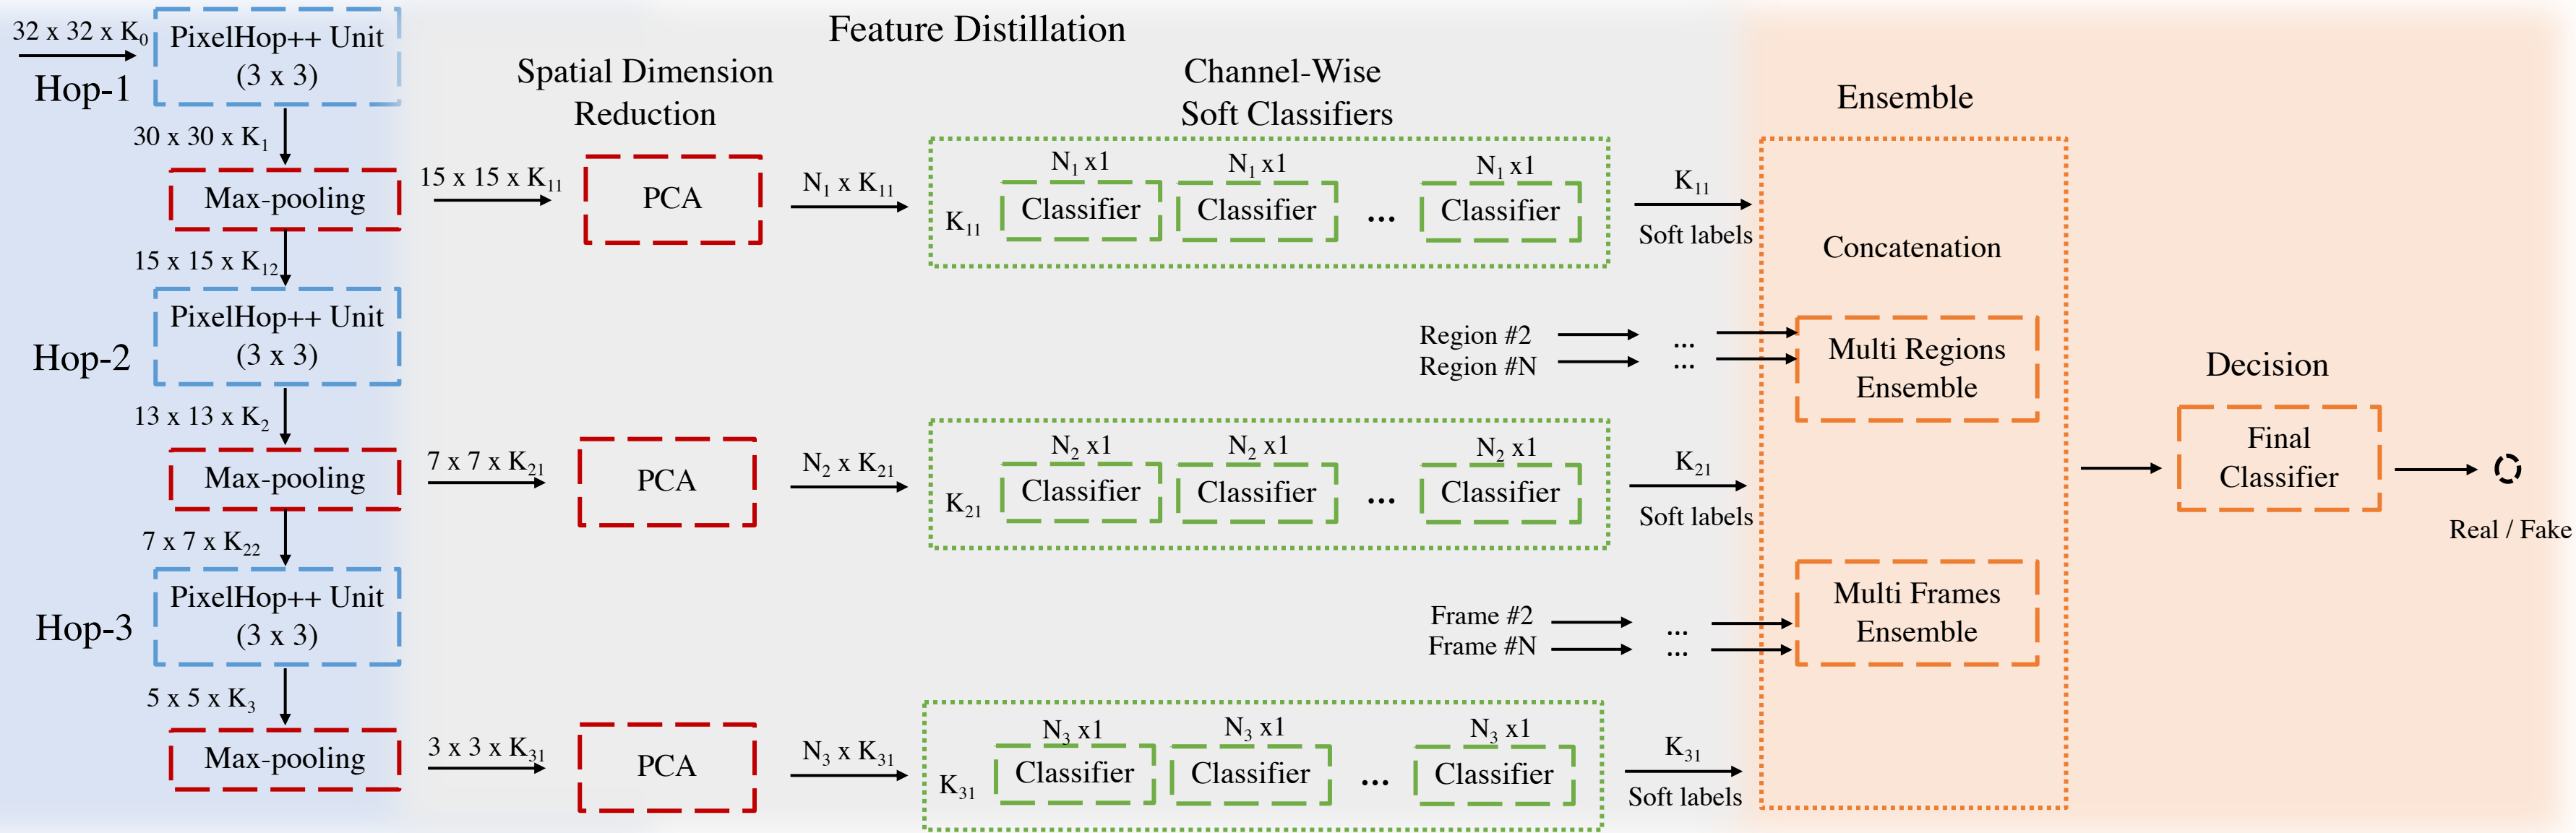 Feature Distillation
32 x 32 x K0
Hop-1
PixelHop++ Unit
(3 x 3)
30 x 30 x K1
Max-pooling
15 x 15 x K12
Hop-2
PixelHop++ Unit
(3 x 3)
13 x 13 x K2
Max-pooling
7 x 7 x K22
Hop-3
PixelHop++ Unit
(3 x 3)
5 x 5 x K3
Max-pooling
Spatial Dimension
Reduction
Channel-Wise
Soft Classifiers
15 x 15 x K11
PCA
N1 x K11
K11
N1 x1
Classifier
N1 x1
Classifier
...
N1 x1
Classifier
K11
Soft labels
Region #2
...
Region #N
...
7 x 7 x K21
PCA
N2 x K21
K21
N2 x1
Classifier
N2 x1
Classifier
...
N2 x1
Classifier
K21
Soft labels
Frame #2
...
Frame #N
...
3 x 3 x K31
PCA
N3 x K31
K31
N3 x1
Classifier
N3 x1
Classifier
...
N3 x1
Classifier
K31
Soft labels
Ensemble
Concatenation
Multi Regions
Ensemble
Multi Frames
Ensemble
Decision
Final
Classifier
Real / Fake